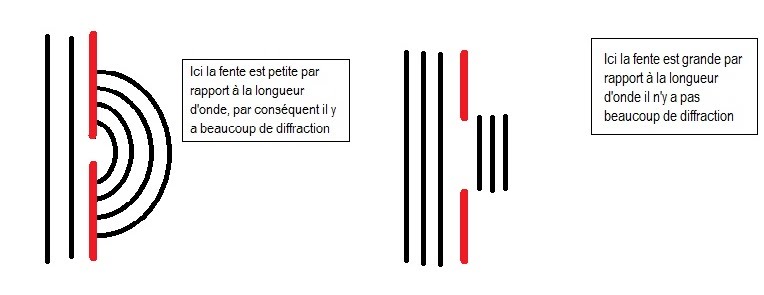 Ici la fente est petite par
rapport à la longueur
d'onde, par conséquent il y
a beaucoup de diffraction
Ici la fente est grande par
rapport à la longueur
d'onde il n'y a pas
beaucoup de diffraction